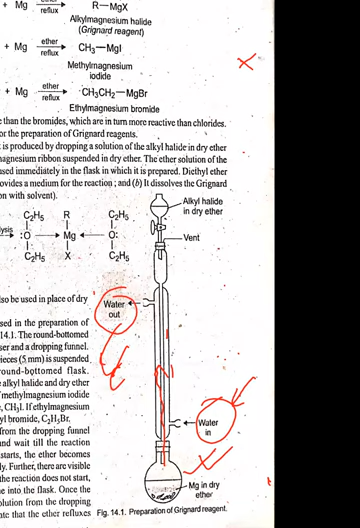 + Mg ether reflux R—MgX
Alkylmagnesium halide
(Grignard reagent)
+ Mg ether reflux CH₃—MgI
Methylmagnesium
iodide
+ Mg ether reflux CH₃CH₂—MgBr
Ethylmagnesium bromide
than the bromides, which are in turn more reactive than chlorides.
or the preparation of Grignard reagents.
is produced by dropping a solution of the alkyl halide in dry ether
magnesium ribbon suspended in dry ether. The ether solution of the
used immediately in the flask in which it is prepared. Diethyl ether
ovides a medium for the reaction ; and (b) It dissolves the Grignard
on with solvent).
Alkyl halide
in dry ether
C₂H₅ R C₂H₅
Vent
:O Mg O:
C₂H₅ X C₂H₅
lso be used in place of dry
Water
out
sed in the preparation of
14.1. The round-bottomed
ser and a dropping funnel.
ieces (5 mm) is suspended
round-bottomed flask.
alkyl halide and dry ether
methylmagnesium iodide
, CH₃I. If ethylmagnesium
yl bromide, C₂H₅Br.
from the dropping funnel
Water
in
nd wait till the reaction
starts, the ether becomes
ly. Further, there are visible
the reaction does not start,
e into the flask. Once the
Mg in dry
ether
olution from the dropping
ate that the ether refluxes
Fig. 14.1. Preparation of Grignard reagent.